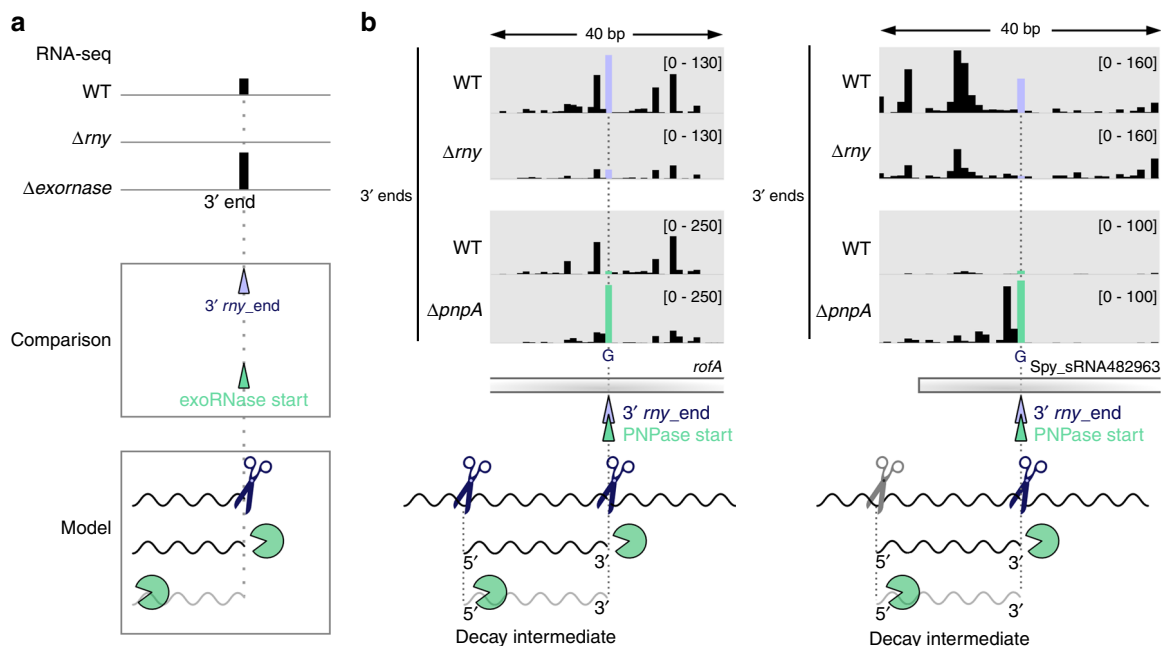 a
RNA-seq
WT
Δrny
Δexornase
3′ end
Comparison
3′ rny_end
exoRNase start
Model
b
40 bp
3′ ends
WT
[0 - 130]
Δrny
[0 - 130]
WT
[0 - 250]
ΔpnpA
[0 - 250]
G
rofA
3′ rny_end
PNPase start
5′
3′
5′
3′
Decay intermediate
40 bp
3′ ends
WT
[0 - 160]
Δrny
[0 - 160]
WT
[0 - 100]
ΔpnpA
[0 - 100]
G
Spy_sRNA482963
3′ rny_end
PNPase start
5′
3′
5′
3′
Decay intermediate